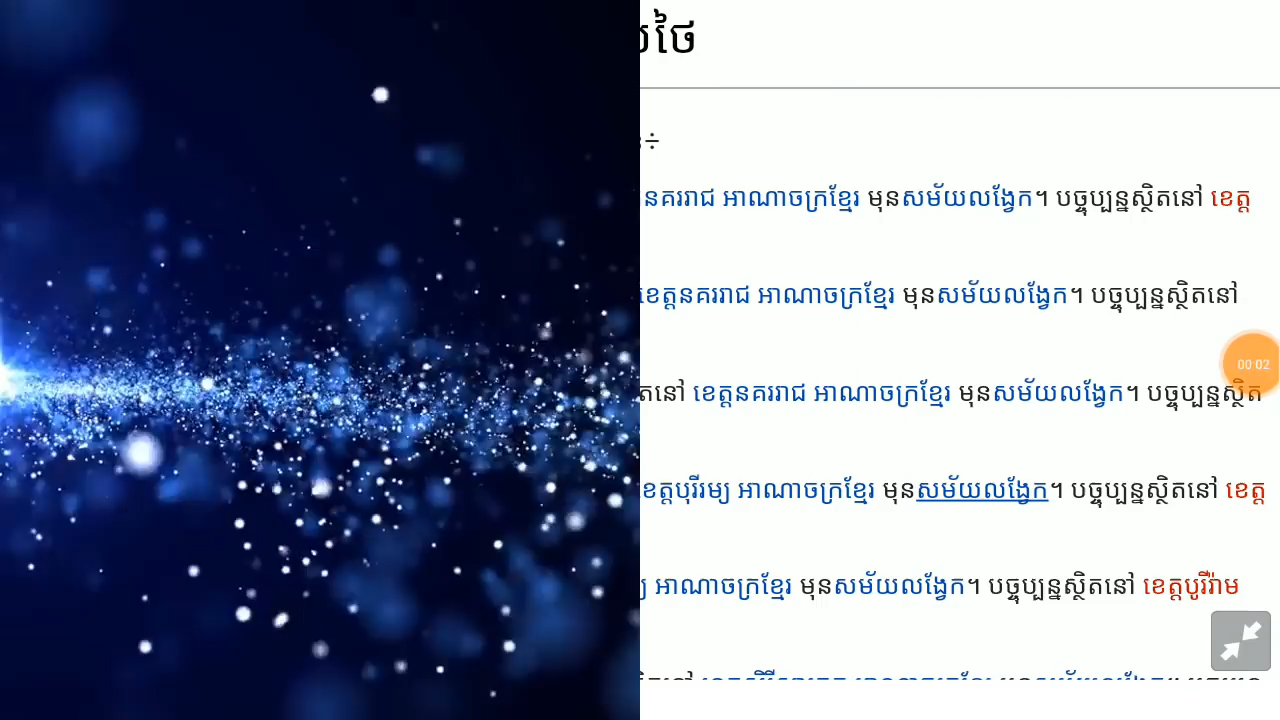 ថៃ
÷
នគររាជ អាណាចក្រខ្មែរ មុនសម័យលង្វែក។ បច្ចុប្បន្នស្ថិតនៅ ខេត្ត
ខេត្តនគររាជ អាណាចក្រខ្មែរ មុនសម័យលង្វែក។ បច្ចុប្បន្នស្ថិតនៅ
00:02
ខេត្តនគររាជ អាណាចក្រខ្មែរ មុនសម័យលង្វែក។ បច្ចុប្បន្នស្ថិត
ខេត្តបុរីរម្យ អាណាចក្រខ្មែរ មុនសម័យលង្វែក។ បច្ចុប្បន្នស្ថិតនៅ ខេត្ត
អាណាចក្រខ្មែរ មុនសម័យលង្វែក។ បច្ចុប្បន្នស្ថិតនៅ ខេត្តបូរីរ៉ាម